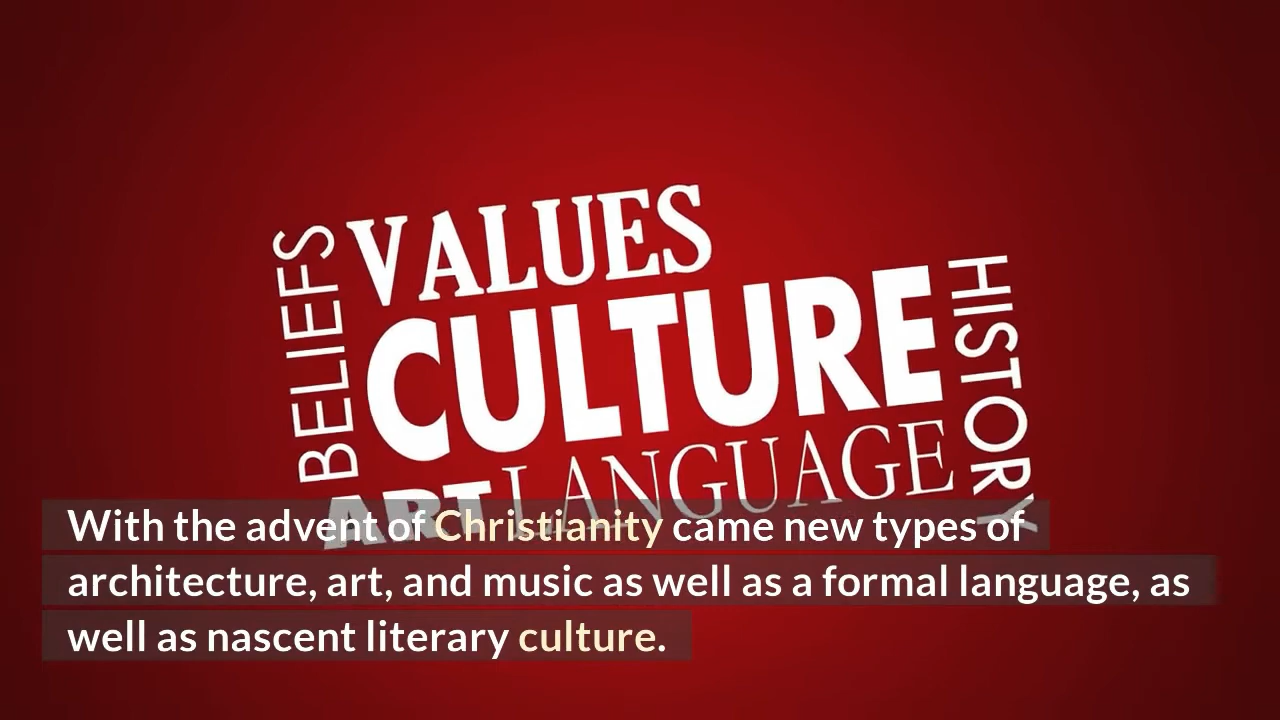 VALUES
BELIEFS
CULTURE
HISTORY
ART LANGUAGE
With the advent of Christianity came new types of
architecture, art, and music as well as a formal language, as
well as nascent literary culture.